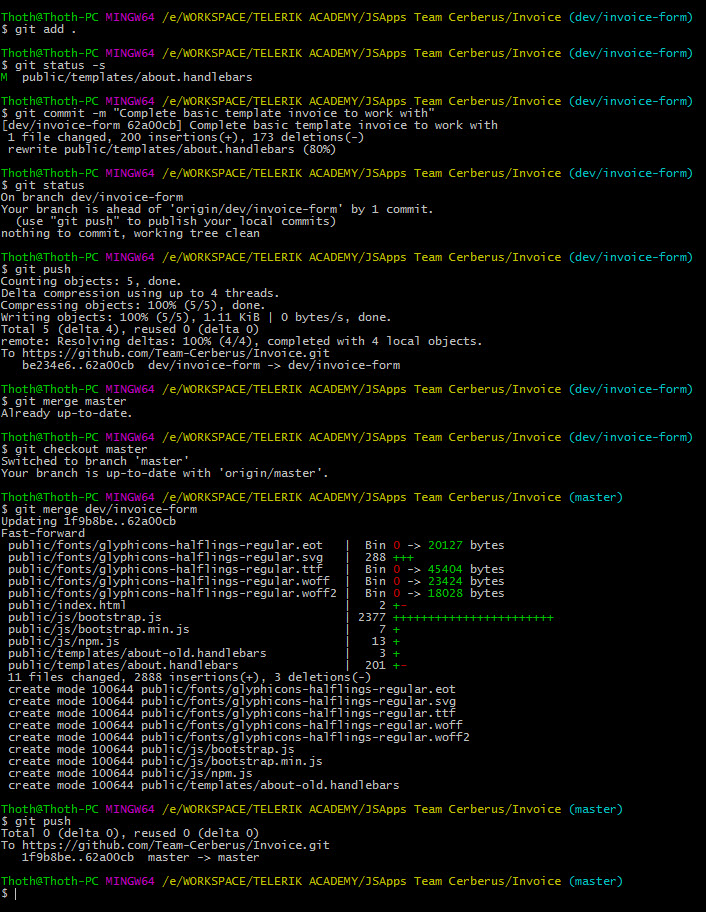 Thoth@Thoth-PC MINGW64 /e/WORKSPACE/TELERIK ACADEMY/JSApps Team Cerberus/Invoice (dev/invoice-form)
$ git add .
Thoth@Thoth-PC MINGW64 /e/WORKSPACE/TELERIK ACADEMY/JSApps Team Cerberus/Invoice (dev/invoice-form)
$ git status -s
M  public/templates/about.handlebars
Thoth@Thoth-PC MINGW64 /e/WORKSPACE/TELERIK ACADEMY/JSApps Team Cerberus/Invoice (dev/invoice-form)
$ git commit -m "Complete basic template invoice to work with"
[dev/invoice-form 62a00cb] Complete basic template invoice to work with
 1 file changed, 200 insertions(+), 173 deletions(-)
 rewrite public/templates/about.handlebars (80%)
Thoth@Thoth-PC MINGW64 /e/WORKSPACE/TELERIK ACADEMY/JSApps Team Cerberus/Invoice (dev/invoice-form)
$ git status
On branch dev/invoice-form
Your branch is ahead of 'origin/dev/invoice-form' by 1 commit.
  (use "git push" to publish your local commits)
nothing to commit, working tree clean
Thoth@Thoth-PC MINGW64 /e/WORKSPACE/TELERIK ACADEMY/JSApps Team Cerberus/Invoice (dev/invoice-form)
$ git push
Counting objects: 5, done.
Delta compression using up to 4 threads.
Compressing objects: 100% (5/5), done.
Writing objects: 100% (5/5), 1.11 KiB | 0 bytes/s, done.
Total 5 (delta 4), reused 0 (delta 0)
remote: Resolving deltas: 100% (4/4), completed with 4 local objects.
To https://github.com/Team-Cerberus/Invoice.git
   be234e6..62a00cb  dev/invoice-form -> dev/invoice-form
Thoth@Thoth-PC MINGW64 /e/WORKSPACE/TELERIK ACADEMY/JSApps Team Cerberus/Invoice (dev/invoice-form)
$ git merge master
Already up-to-date.
Thoth@Thoth-PC MINGW64 /e/WORKSPACE/TELERIK ACADEMY/JSApps Team Cerberus/Invoice (dev/invoice-form)
$ git checkout master
Switched to branch 'master'
Your branch is up-to-date with 'origin/master'.
Thoth@Thoth-PC MINGW64 /e/WORKSPACE/TELERIK ACADEMY/JSApps Team Cerberus/Invoice (master)
$ git merge dev/invoice-form
Updating 1f9b8be..62a00cb
Fast-forward
 public/fonts/glyphicons-halflings-regular.eot   |  Bin 0 -> 20127 bytes
 public/fonts/glyphicons-halflings-regular.svg   |  288 +++
 public/fonts/glyphicons-halflings-regular.ttf   |  Bin 0 -> 45404 bytes
 public/fonts/glyphicons-halflings-regular.woff  |  Bin 0 -> 23424 bytes
 public/fonts/glyphicons-halflings-regular.woff2 |  Bin 0 -> 18028 bytes
 public/index.html                               |    2 +-
 public/js/bootstrap.js                          | 2377 +++++++++++++++++++++++
 public/js/bootstrap.min.js                      |    7 +
 public/js/npm.js                                |   13 +
 public/templates/about-old.handlebars           |    3 +
 public/templates/about.handlebars               |  201 +-
 11 files changed, 2888 insertions(+), 3 deletions(-)
 create mode 100644 public/fonts/glyphicons-halflings-regular.eot
 create mode 100644 public/fonts/glyphicons-halflings-regular.svg
 create mode 100644 public/fonts/glyphicons-halflings-regular.ttf
 create mode 100644 public/fonts/glyphicons-halflings-regular.woff
 create mode 100644 public/fonts/glyphicons-halflings-regular.woff2
 create mode 100644 public/js/bootstrap.js
 create mode 100644 public/js/bootstrap.min.js
 create mode 100644 public/js/npm.js
 create mode 100644 public/templates/about-old.handlebars
Thoth@Thoth-PC MINGW64 /e/WORKSPACE/TELERIK ACADEMY/JSApps Team Cerberus/Invoice (master)
$ git push
Total 0 (delta 0), reused 0 (delta 0)
To https://github.com/Team-Cerberus/Invoice.git
   1f9b8be..62a00cb  master -> master
Thoth@Thoth-PC MINGW64 /e/WORKSPACE/TELERIK ACADEMY/JSApps Team Cerberus/Invoice (master)
$